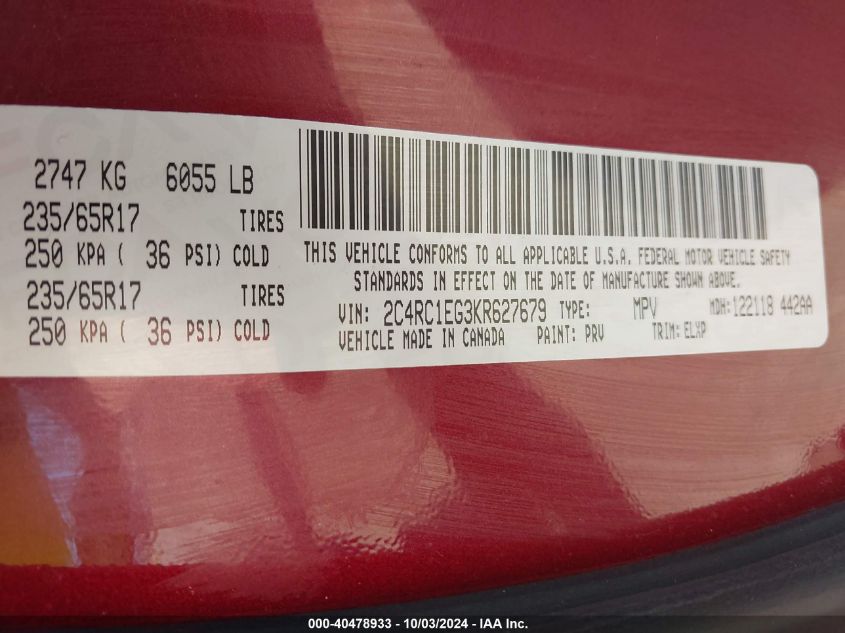 2747 KG 6055 LB
235/65R17 TIRES
250 KPA ( 36 PSI) COLD
235/65R17 TIRES
250 KPA ( 36 PSI) COLD
THIS VEHICLE CONFORMS TO ALL APPLICABLE U.S.A. FEDERAL MOTOR VEHICLE SAFETY
STANDARDS IN EFFECT ON THE DATE OF MANUFACTURE SHOWN ABOVE.
VIN: 2C4RC1EG3KR627679 TYPE: MPV MDH: 122118 442AA
VEHICLE MADE IN CANADA PAINT: PRV TRIM: ELXP
000-40478933 - 10/03/2024 - IAA Inc.